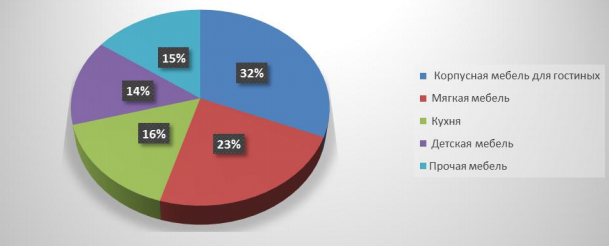 32%
23%
16%
14%
15%
Корпусная мебель для гостиных
Мягкая мебель
Кухня
Детская мебель
Прочая мебель